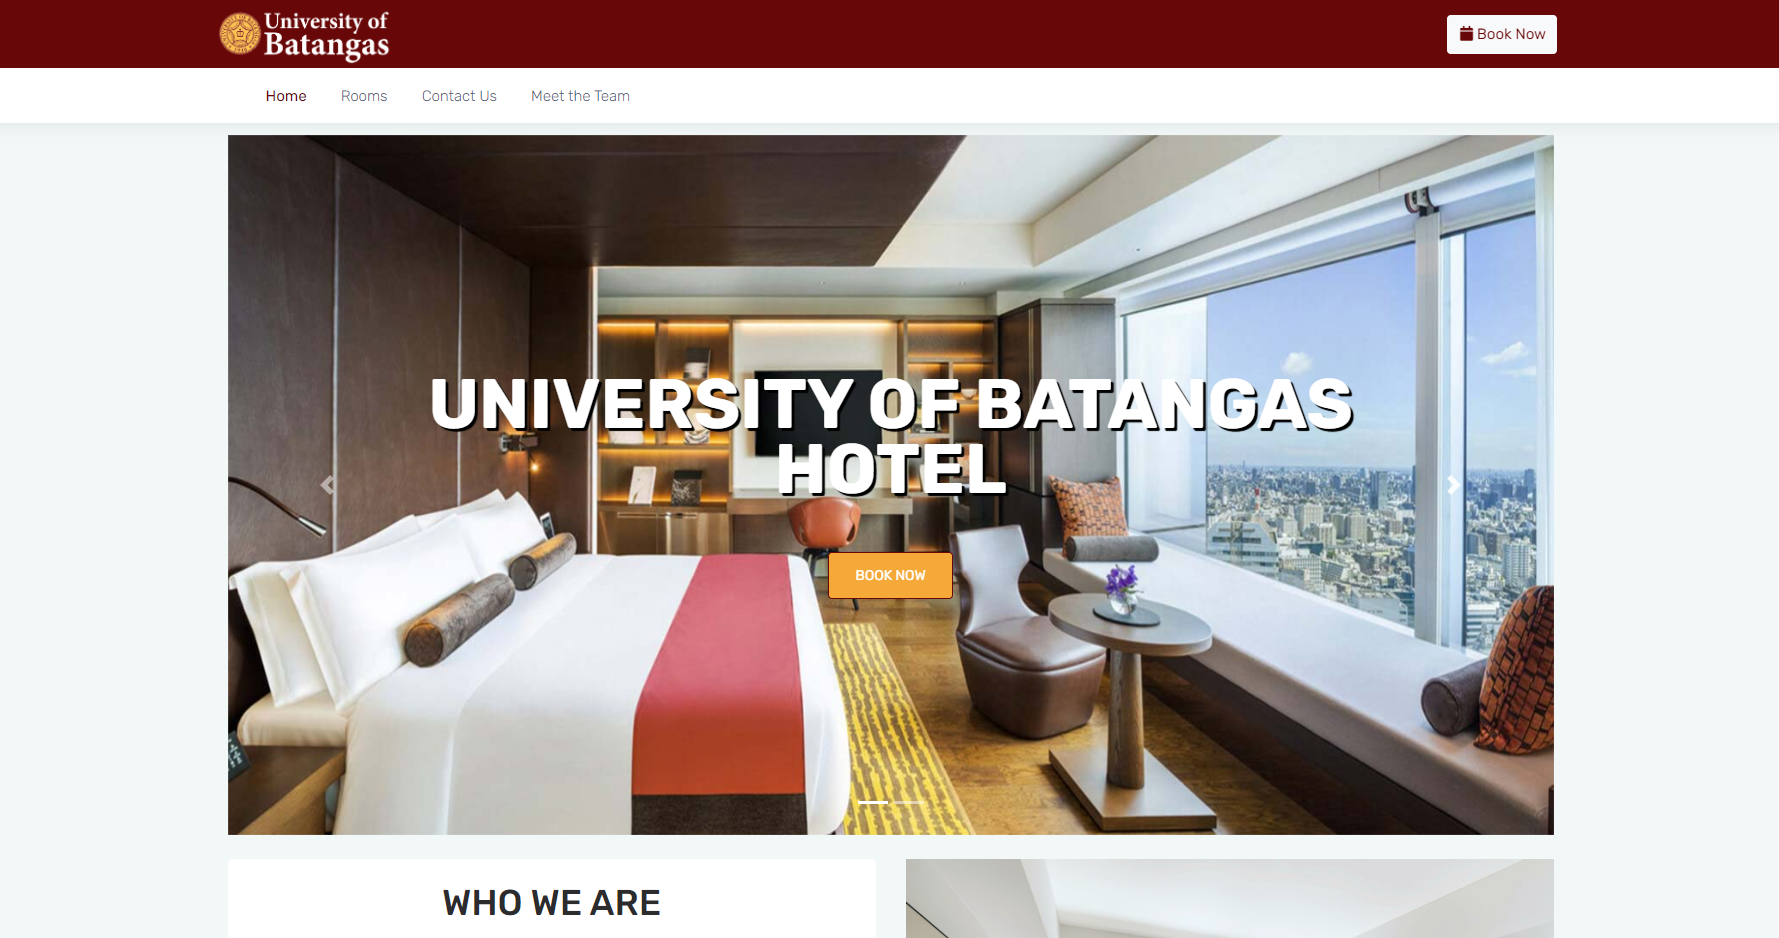 University of
Batangas
Book Now
Home
Rooms
Contact Us
Meet the Team
UNIVERSITY OF BATANGAS
HOTEL
BOOK NOW
WHO WE ARE